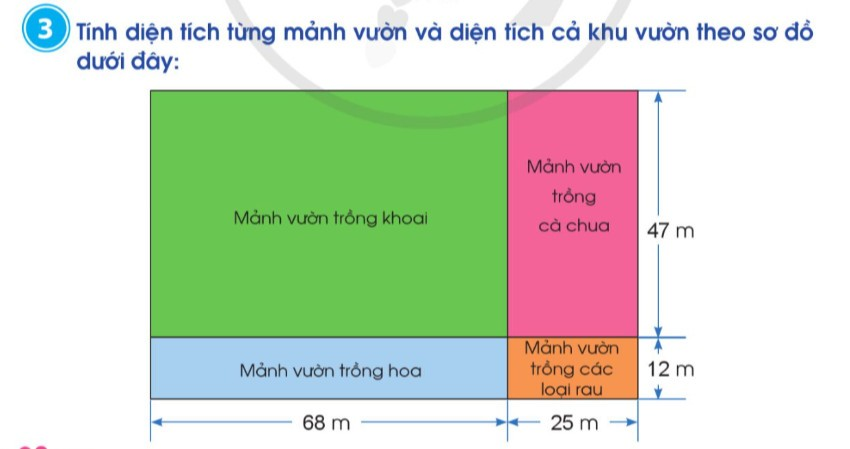 3 Tính diện tích từng mảnh vườn và diện tích cả khu vườn theo sơ đồ
dưới đây:
Mảnh vườn trồng khoai
Mảnh vườn
trồng
cà chua
47 m
Mảnh vườn trồng hoa
Mảnh vườn
trồng các
loại rau
12 m
68 m
25 m